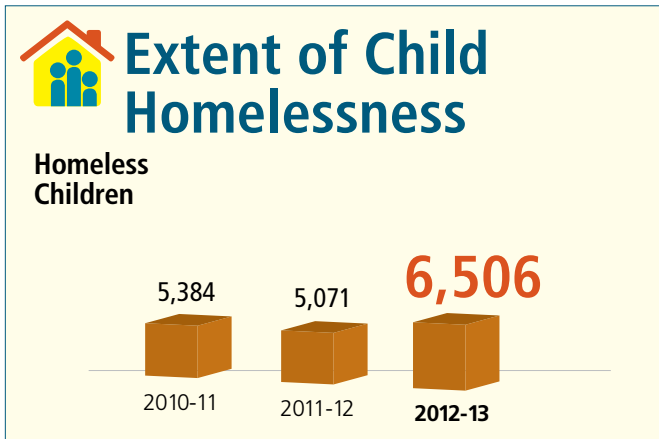 Extent of Child
Homelessness
Homeless
Children
5,384
5,071
6,506
2010-11
2011-12
2012-13